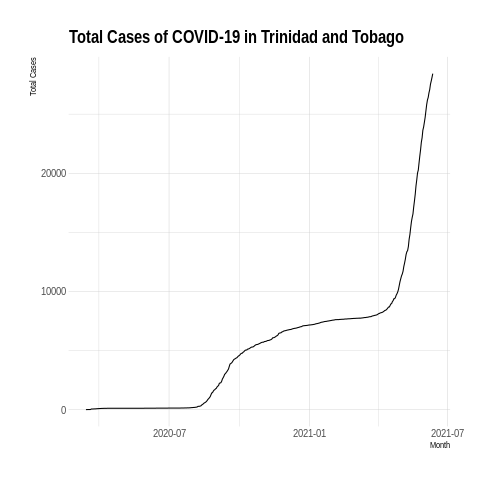 Total Cases of COVID-19 in Trinidad and Tobago
Total Cases
20000
10000
0
2020-07
2021-01
2021-07
Month